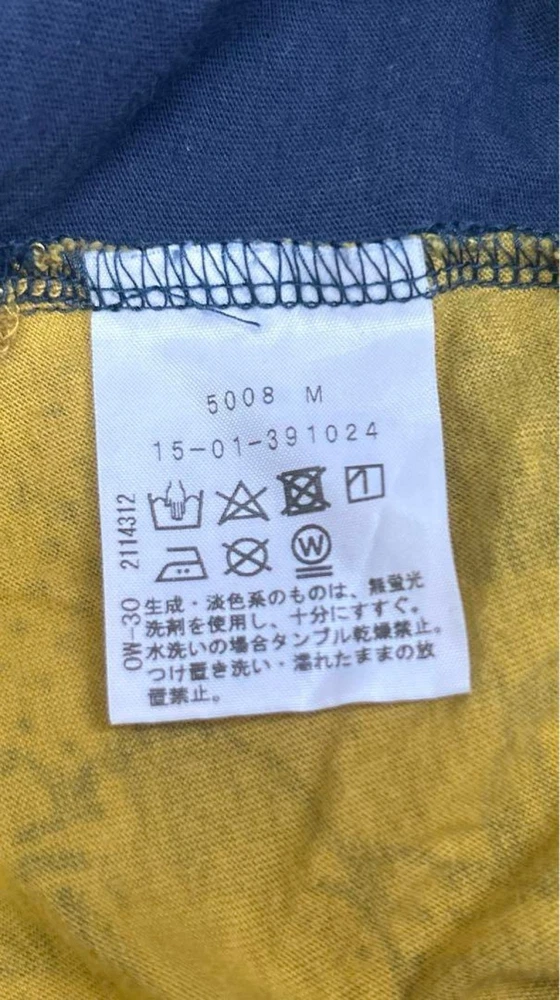 5008 M
15-01-391024
W
生成・淡色系のものは、無蛍光
洗剤を使用し、十分にすすぐ。
水洗いの場合タンブル乾燥禁止。
つけ置き洗い・濡れたままの放
置禁止。
OW-30 2114312